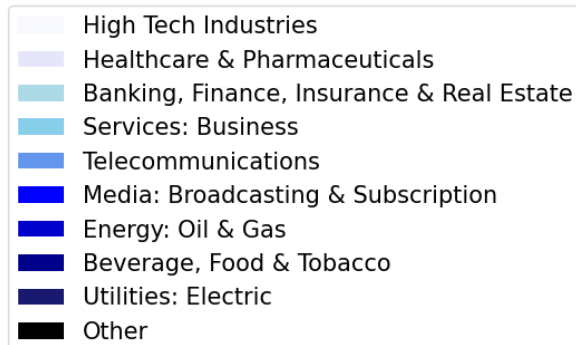 High Tech Industries
Healthcare & Pharmaceuticals
Banking, Finance, Insurance & Real Estate
Services: Business
Telecommunications
Media: Broadcasting & Subscription
Energy: Oil & Gas
Beverage, Food & Tobacco
Utilities: Electric
Other